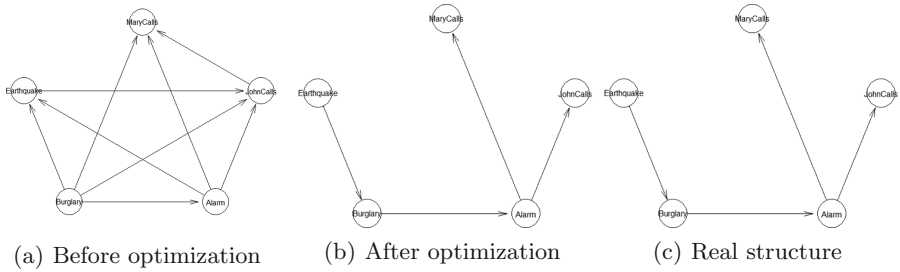 MaryCalls
Earthquake
JohnCalls
Burglary
Alarm
(a) Before optimization
MaryCalls
Earthquake
JohnCalls
Burglary
Alarm
(b) After optimization
MaryCalls
Earthquake
JohnCalls
Burglary
Alarm
(c) Real structure